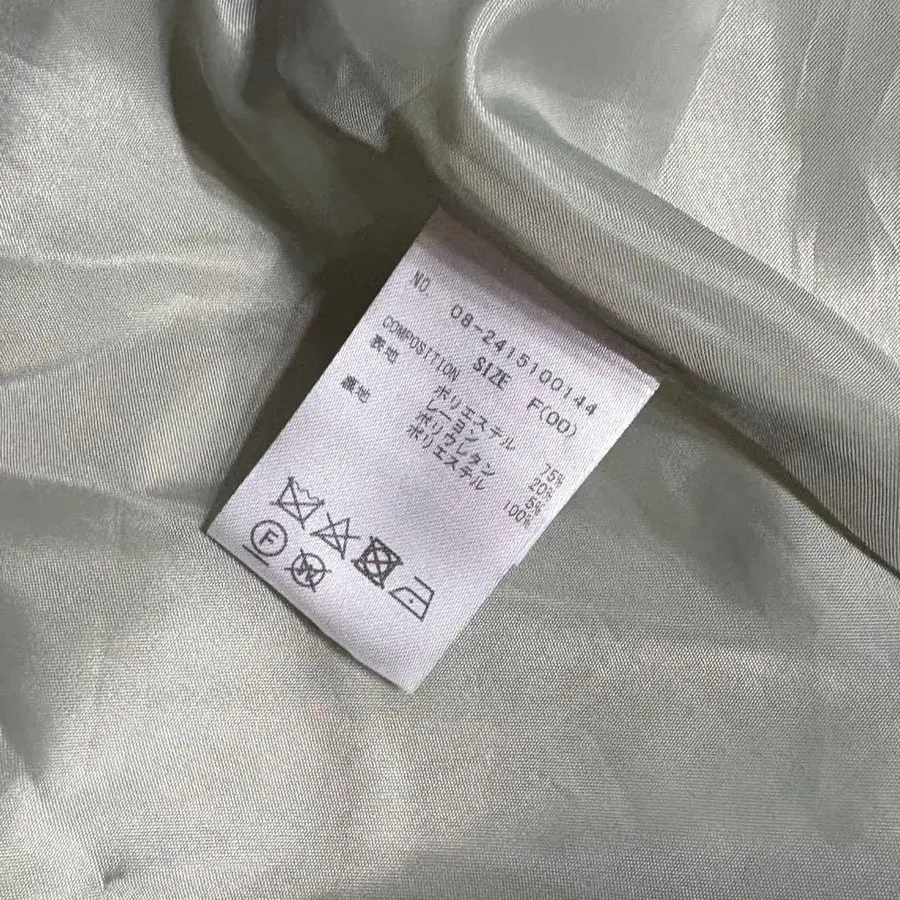 NO. 08-2415100144
SIZE F(00)
COMPOSITION
表地 ポリエステル 75%
レーヨン 20%
ポリウレタン 5%
裏地 ポリエステル 100%
F
W